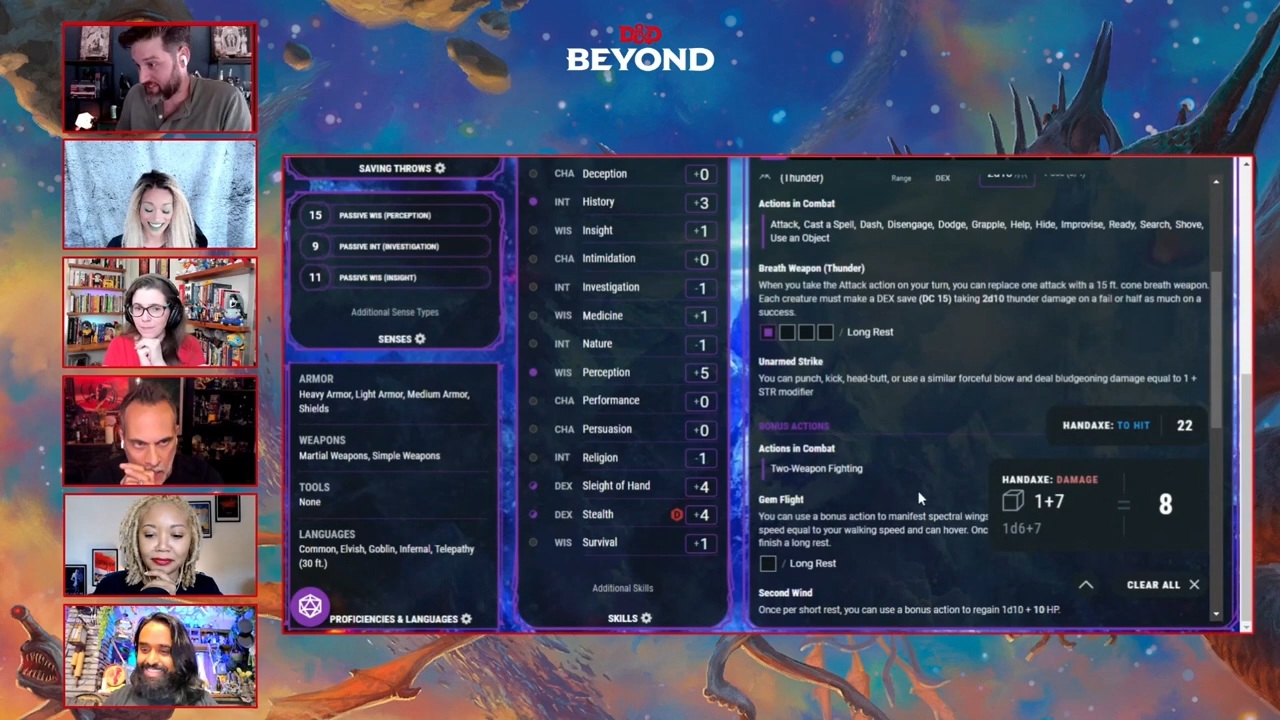 D&D
BEYOND
SAVING THROWS
15 PASSIVE WIS (PERCEPTION)
9 PASSIVE INT (INVESTIGATION)
11 PASSIVE WIS (INSIGHT)
Additional Sense Types
SENSES
ARMOR
Heavy Armor, Light Armor, Medium Armor,
Shields
WEAPONS
Martial Weapons, Simple Weapons
TOOLS
None
LANGUAGES
Common, Elvish, Goblin, Infernal, Telepathy
(30 ft.)
PROFICIENCIES & LANGUAGES
CHA Deception +0
INT History +3
WIS Insight +1
CHA Intimidation +0
INT Investigation -1
WIS Medicine +1
INT Nature -1
WIS Perception +5
CHA Performance +0
CHA Persuasion +0
INT Religion -1
DEX Sleight of Hand +4
DEX Stealth D +4
WIS Survival +1
Additional Skills
SKILLS
(Thunder) Range DEX
Actions in Combat
Attack, Cast a Spell, Dash, Disengage, Dodge, Grapple, Help, Hide, Improvise, Ready, Search, Shove,
Use an Object
Breath Weapon (Thunder)
When you take the Attack action on your turn, you can replace one attack with a 15 ft. cone breath weapon.
Each creature must make a DEX save (DC 15) taking 2d10 thunder damage on a fail or half as much on a
success.
/ Long Rest
Unarmed Strike
You can punch, kick, head-butt, or use a similar forceful blow and deal bludgeoning damage equal to 1 +
STR modifier
BONUS ACTIONS
Actions in Combat
Two-Weapon Fighting
Gem Flight
You can use a bonus action to manifest spectral wings
speed equal to your walking speed and can hover. Onc
finish a long rest.
/ Long Rest
Second Wind
Once per short rest, you can use a bonus action to regain 1d10 + 10 HP.
HANDAXE: TO HIT 22
HANDAXE: DAMAGE
1+7 = 8
1d6+7
CLEAR ALL X